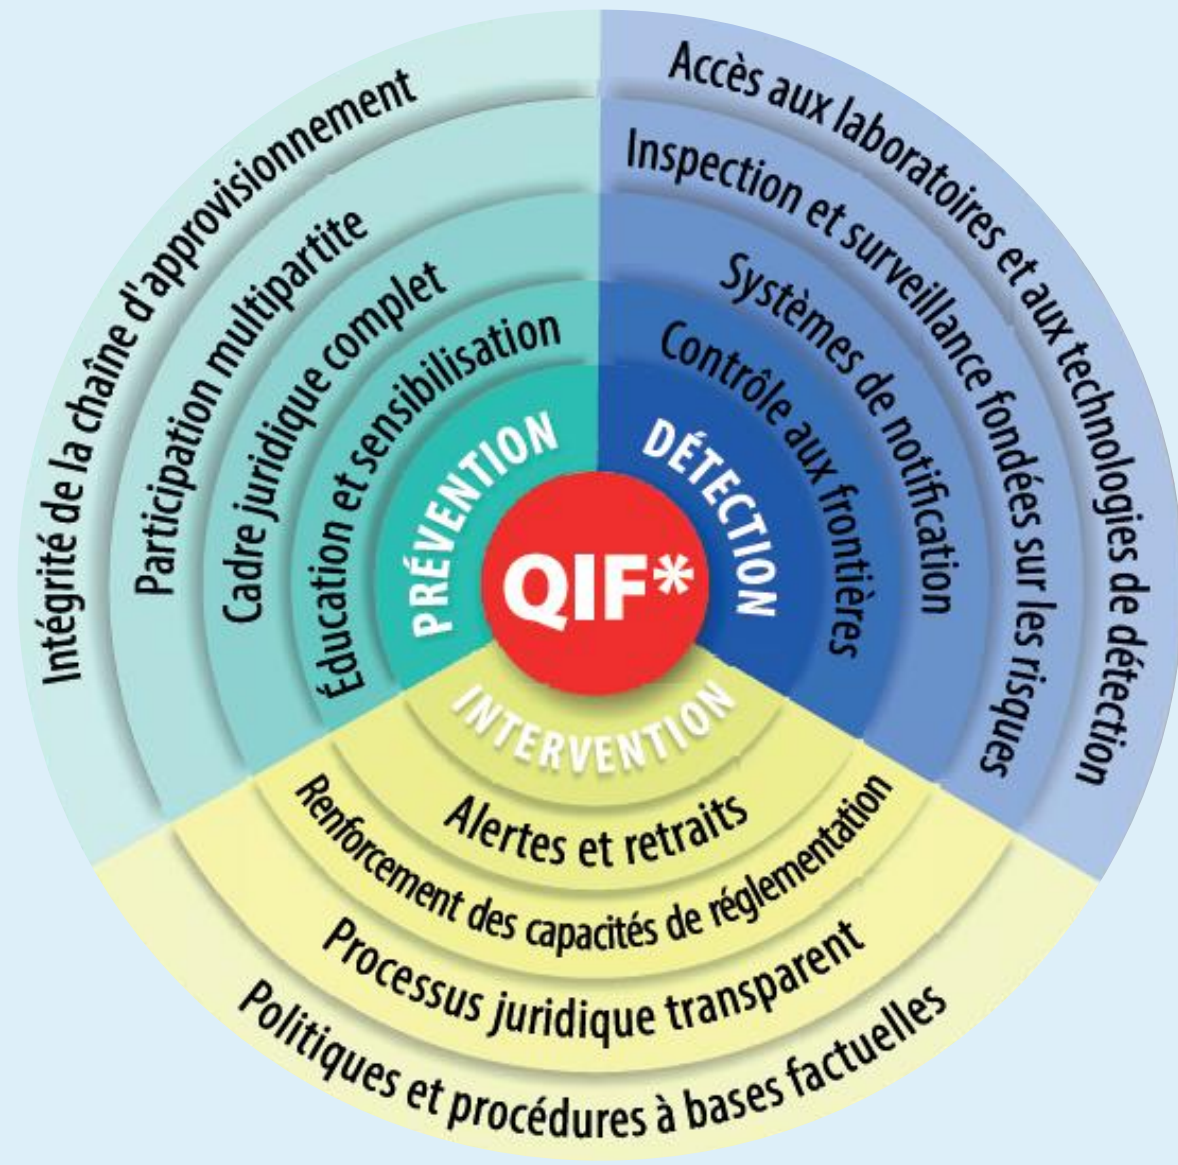 QIF*
PRÉVENTION
Éducation et sensibilisation
Cadre juridique complet
Participation multipartite
Intégrité de la chaîne d'approvisionnement
DÉTECTION
Contrôle aux frontières
Systèmes de notification
Inspection et surveillance fondées sur les risques
Accès aux laboratoires et aux technologies de détection
INTERVENTION
Alertes et retraits
Renforcement des capacités de réglementation
Processus juridique transparent
Politiques et procédures à bases factuelles